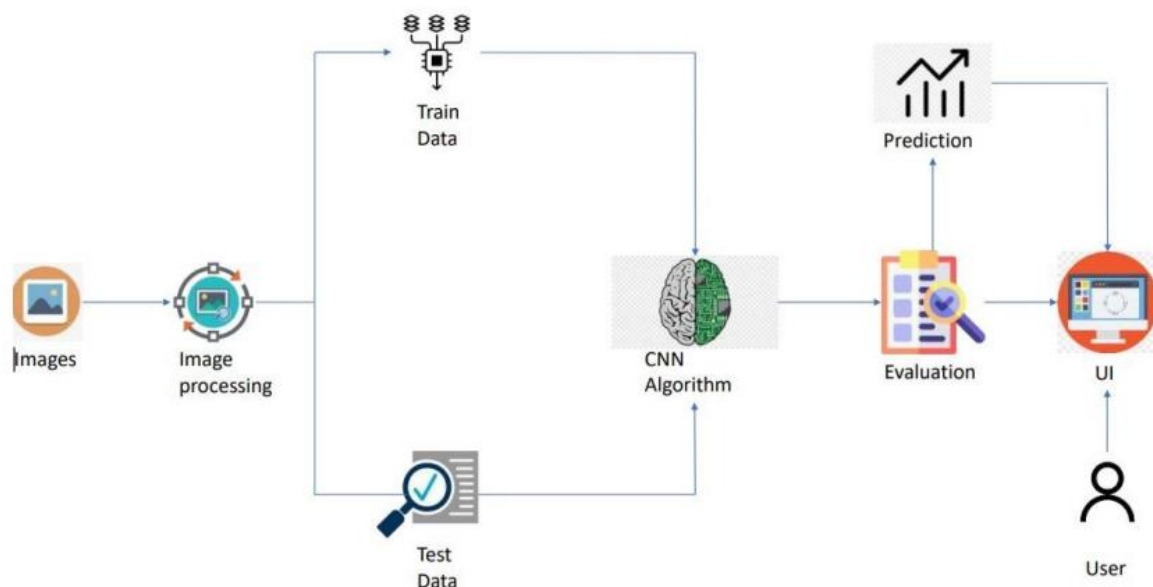 Images
Image
processing
Train
Data
Test
Data
CNN
Algorithm
Prediction
Evaluation
UI
User